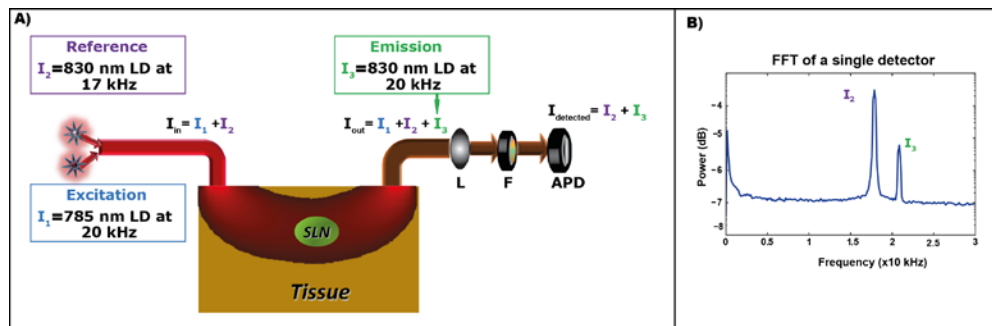 A)
Reference
I2=830 nm LD at
17 kHz
Emission
I3=830 nm LD at
20 kHz
Iin= I1 +I2
Iout= I1 +I2 + I3
Idetected= I2 + I3
L
F
APD
Excitation
I1=785 nm LD at
20 kHz
SLN
Tissue
B)
FFT of a single detector
I2
I3
Power (dB)
−4
−5
−6
−7
−8
0
0.5
1
1.5
2
2.5
3
Frequency (x10 kHz)